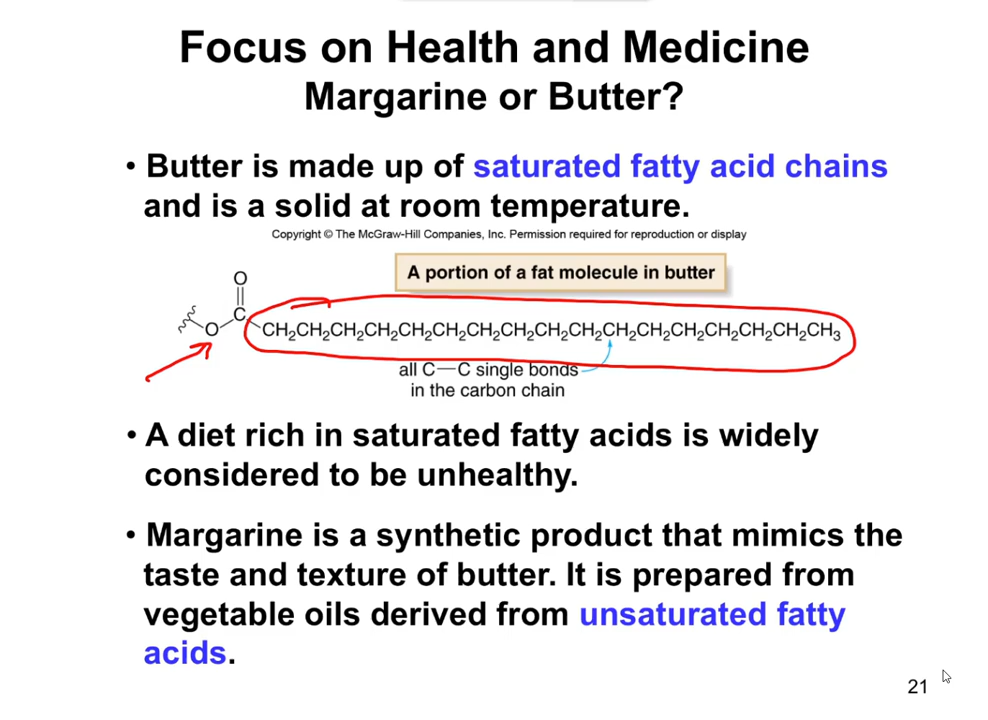 Focus on Health and Medicine
Margarine or Butter?
• Butter is made up of saturated fatty acid chains
and is a solid at room temperature.
Copyright © The McGraw-Hill Companies, Inc. Permission required for reproduction or display
A portion of a fat molecule in butter
O
C
O
CH₂CH₂CH₂CH₂CH₂CH₂CH₂CH₂CH₂CH₂CH₂CH₂CH₂CH₂CH₂CH₂CH₃
all C—C single bonds
in the carbon chain
• A diet rich in saturated fatty acids is widely
considered to be unhealthy.
• Margarine is a synthetic product that mimics the
taste and texture of butter. It is prepared from
vegetable oils derived from unsaturated fatty
acids.
21